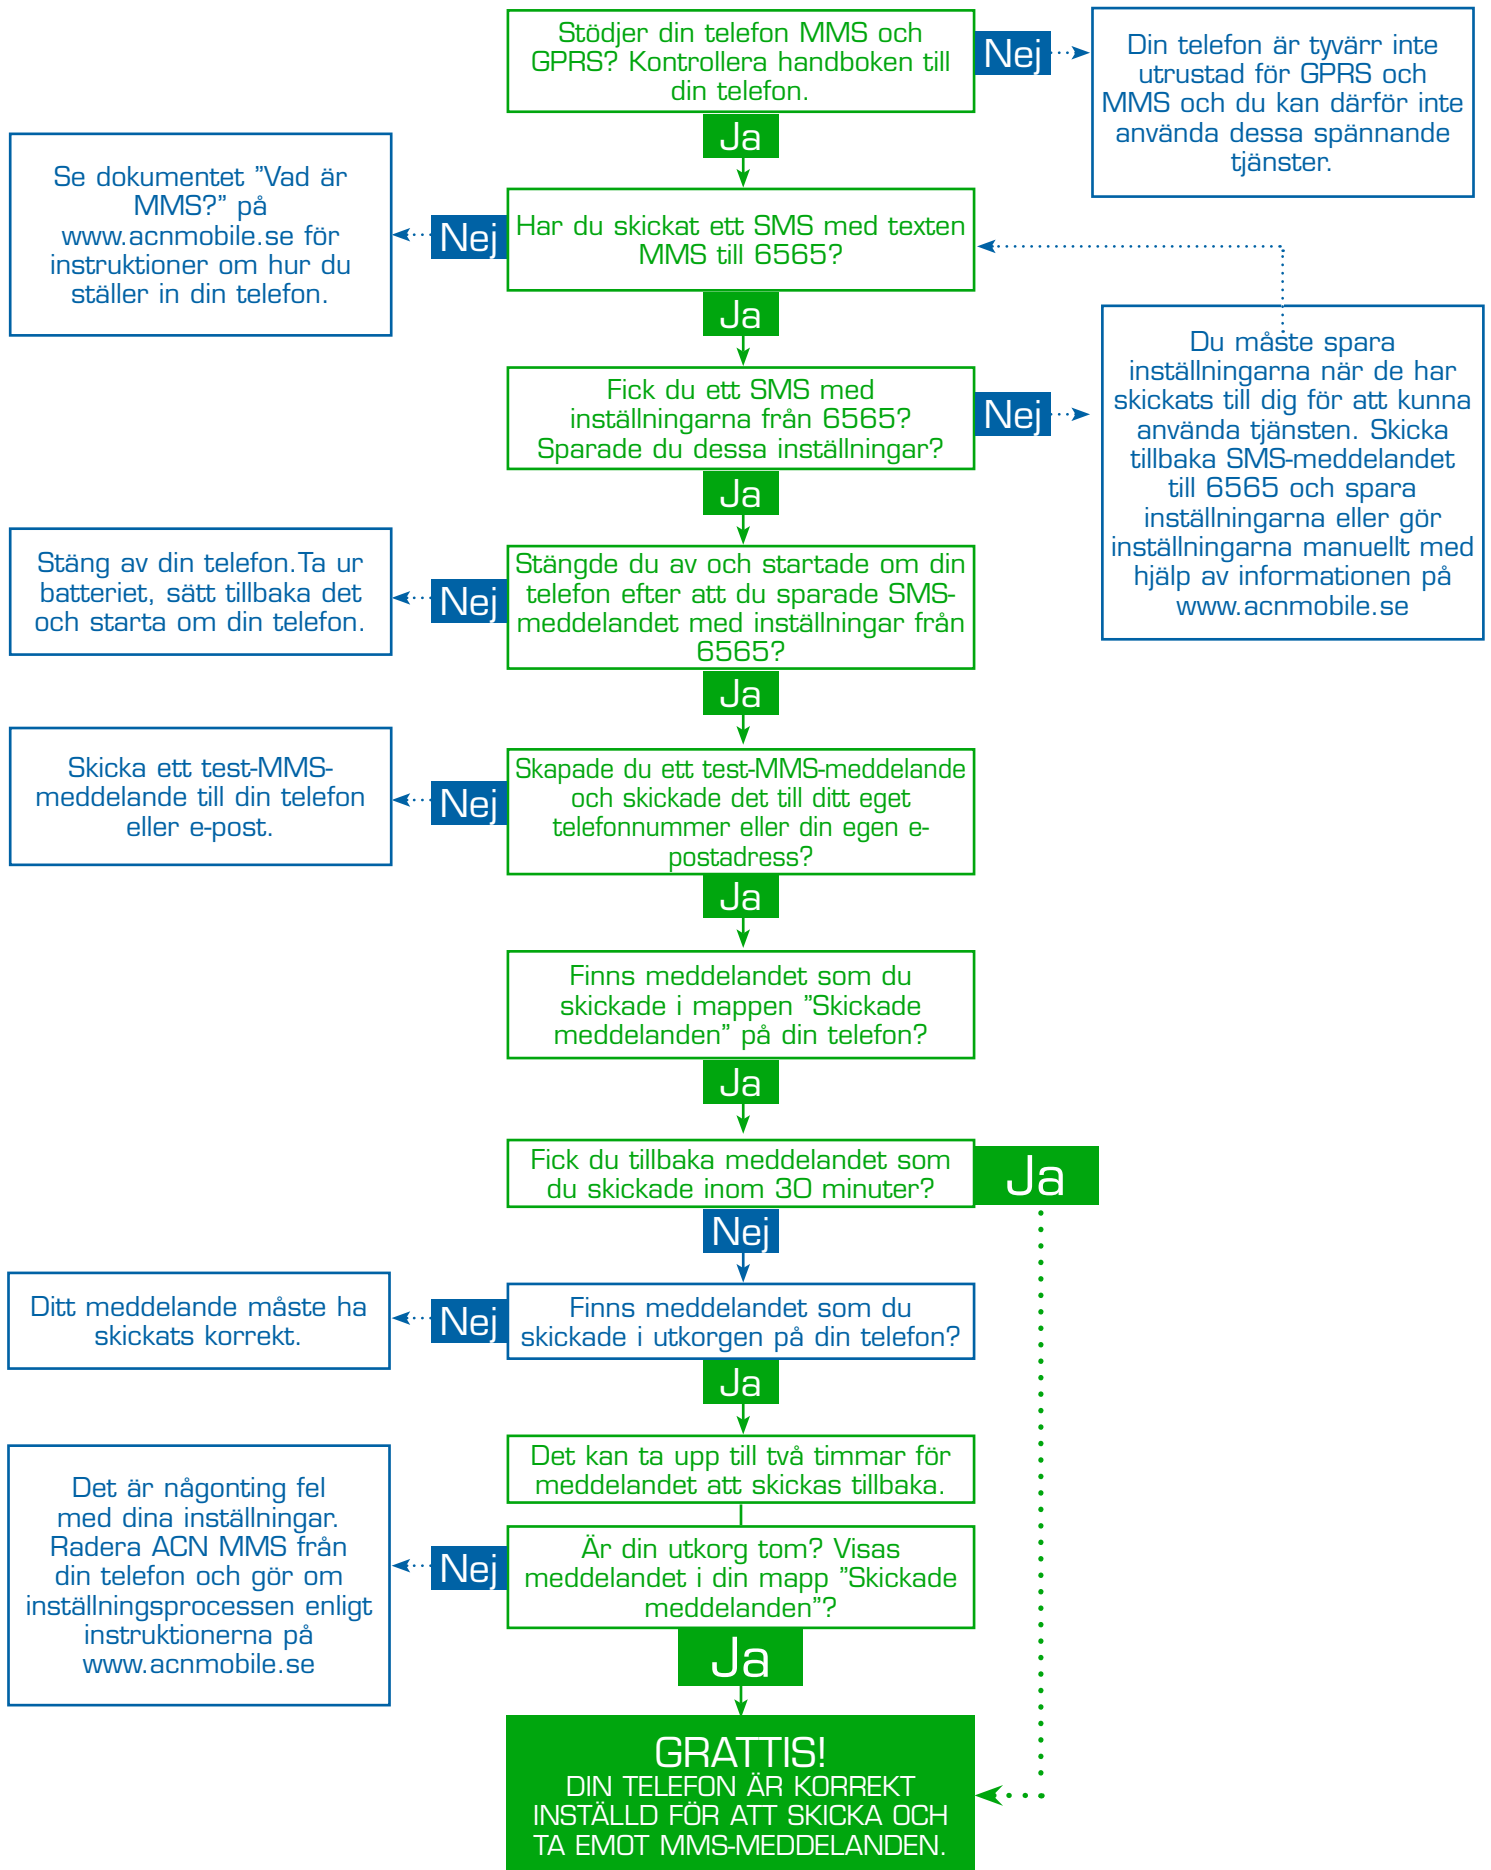 Stödjer din telefon MMS och
GPRS? Kontrollera handboken till
din telefon.
Nej
Din telefon är tyvärr inte
utrustad för GPRS och
MMS och du kan därför inte
använda dessa spännande
tjänster.
Ja
Se dokumentet ”Vad är
MMS?” på
www.acnmobile.se för
instruktioner om hur du
ställer in din telefon.
Nej
Har du skickat ett SMS med texten
MMS till 6565?
Ja
Fick du ett SMS med
inställningarna från 6565?
Sparade du dessa inställningar?
Nej
Du måste spara
inställningarna när de har
skickats till dig för att kunna
använda tjänsten. Skicka
tillbaka SMS-meddelandet
till 6565 och spara
inställningarna eller gör
inställningarna manuellt med
hjälp av informationen på
www.acnmobile.se
Ja
Stäng av din telefon.Ta ur
batteriet, sätt tillbaka det
och starta om din telefon.
Nej
Stängde du av och startade om din
telefon efter att du sparade SMS-
meddelandet med inställningar från
6565?
Ja
Skicka ett test-MMS-
meddelande till din telefon
eller e-post.
Nej
Skapade du ett test-MMS-meddelande
och skickade det till ditt eget
telefonnummer eller din egen e-
postadress?
Ja
Finns meddelandet som du
skickade i mappen ”Skickade
meddelanden” på din telefon?
Ja
Fick du tillbaka meddelandet som
du skickade inom 30 minuter?
Ja
Nej
Ditt meddelande måste ha
skickats korrekt.
Nej
Finns meddelandet som du
skickade i utkorgen på din telefon?
Ja
Det kan ta upp till två timmar för
meddelandet att skickas tillbaka.
Det är någonting fel
med dina inställningar.
Radera ACN MMS från
din telefon och gör om
inställningsprocessen enligt
instruktionerna på
www.acnmobile.se
Nej
Är din utkorg tom? Visas
meddelandet i din mapp ”Skickade
meddelanden”?
Ja
GRATTIS!
DIN TELEFON ÄR KORREKT
INSTÄLLD FÖR ATT SKICKA OCH
TA EMOT MMS-MEDDELANDEN.